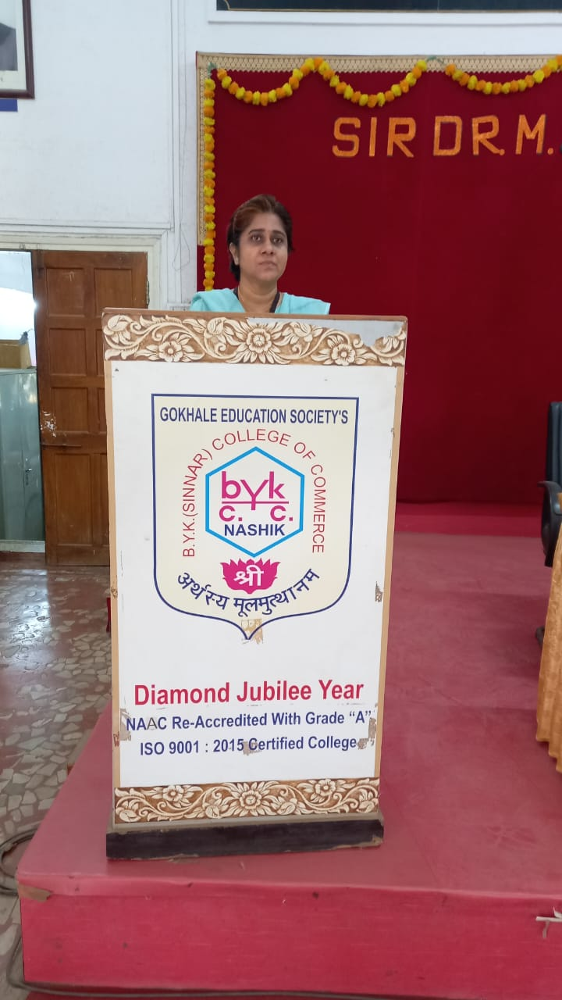 SIR DR. M.
GOKHALE EDUCATION SOCIETY'S
B.Y.K.(SINNAR) COLLEGE OF COMMERCE
byk
C. C.
NASHIK
श्री
अर्थस्य मूलमुत्थानम
Diamond Jubilee Year
NAAC Re-Accredited With Grade “A”
ISO 9001 : 2015 Certified College